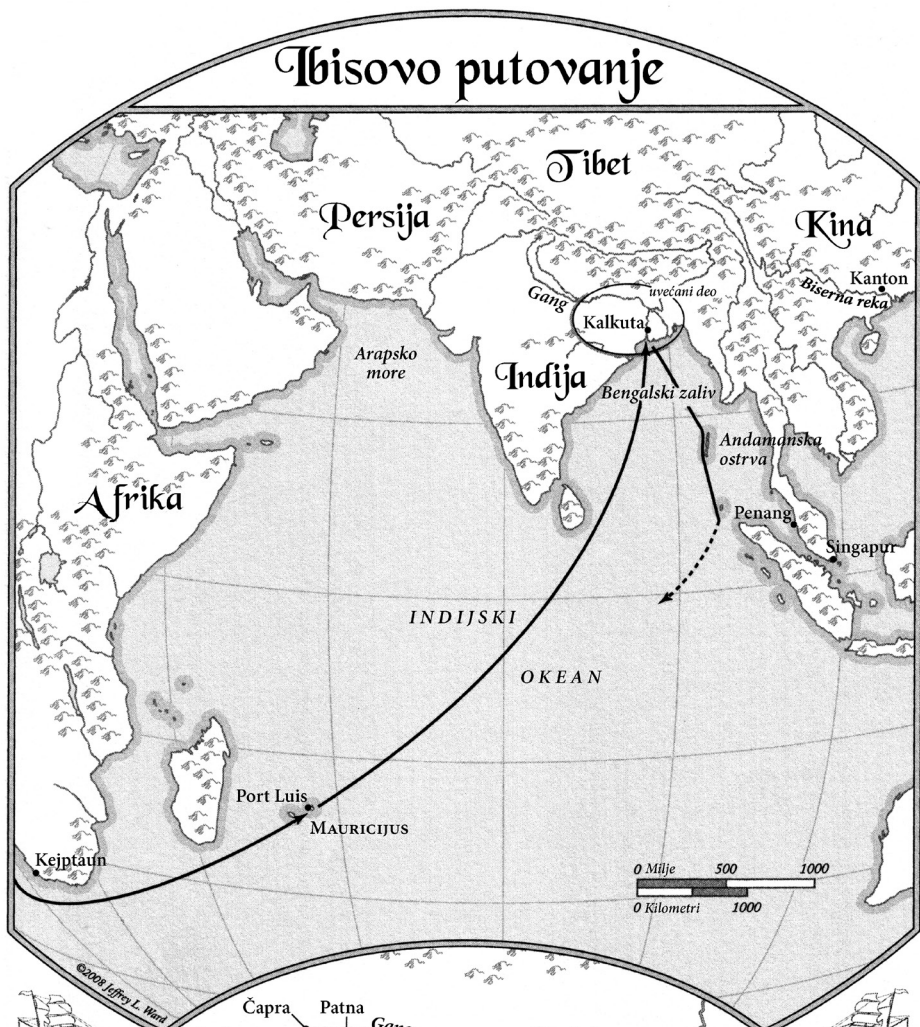 Ibisovo putovanje
Tibet
Persija
Kina
Kanton
Biserna reka
Gang
uvećani deo
Kalkuta
Arapsko
more
Indija
Bengalski zaliv
Andamanska
ostrva
Afrika
Penang
Singapur
INDIJSKI
OKEAN
Port Luis
MAURICIJUS
Kejptaun
0 Milje 500 1000
0 Kilometri 1000
©2008 Jeffrey L. Ward
Čapra Patna